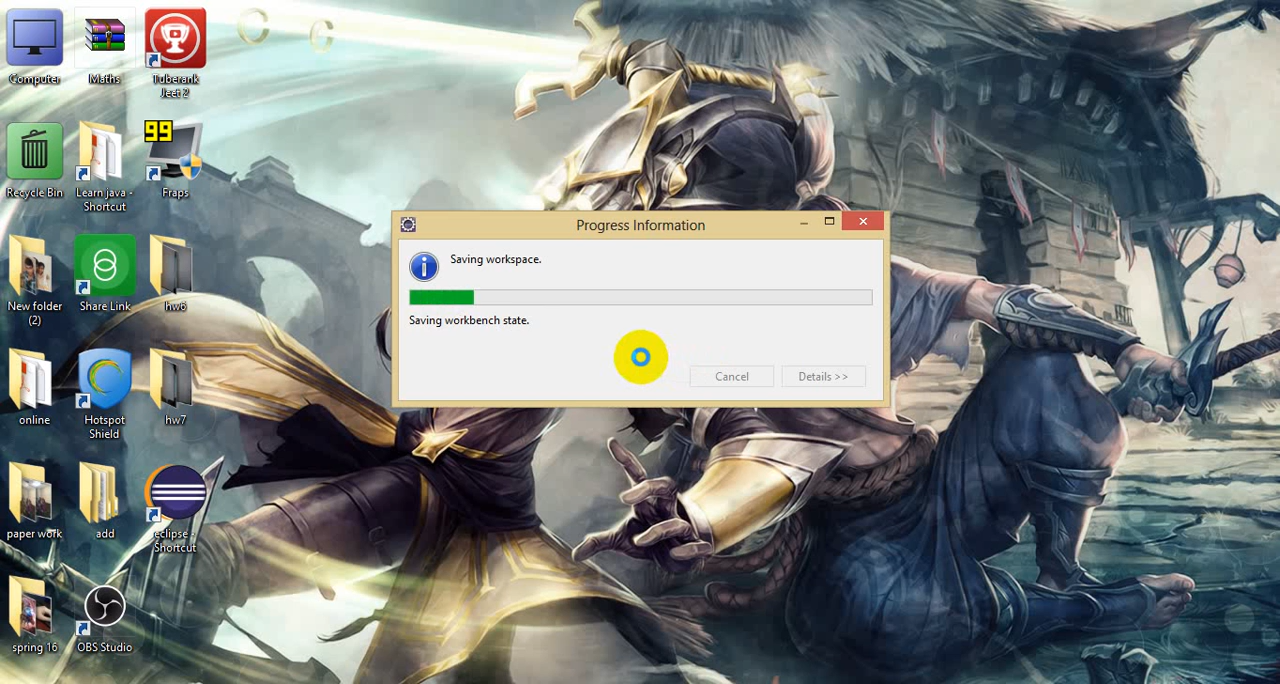 Computer
Maths
Tuberank
Jeet 2
Recycle Bin
Learn java -
Shortcut
99
Fraps
New folder
(2)
Share Link
hw6
online
Hotspot
Shield
hw7
paper work
add
eclipse -
Shortcut
spring 16
OBS Studio
Progress Information
Saving workspace.
Saving workbench state.
Cancel
Details >>